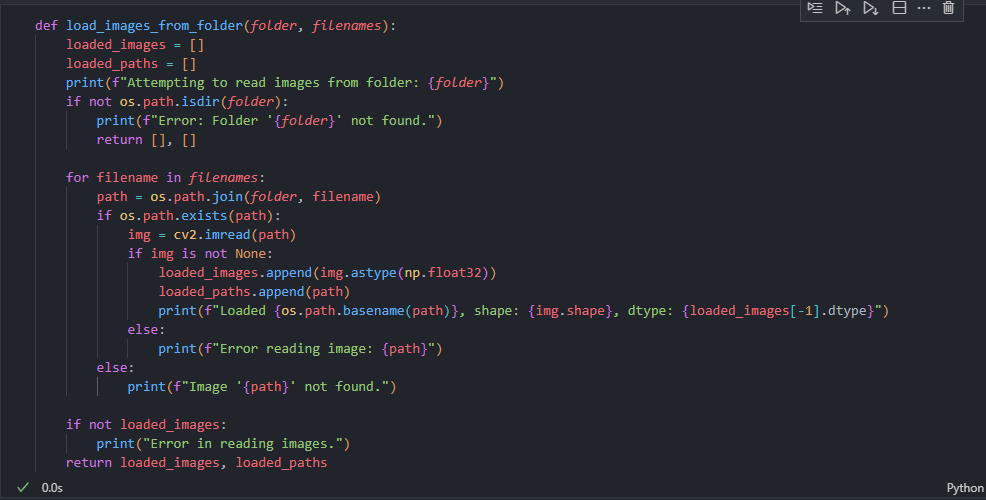 def load_images_from_folder(folder, filenames):
    loaded_images = []
    loaded_paths = []
    print(f"Attempting to read images from folder: {folder}")
    if not os.path.isdir(folder):
        print(f"Error: Folder '{folder}' not found.")
        return [], []

    for filename in filenames:
        path = os.path.join(folder, filename)
        if os.path.exists(path):
            img = cv2.imread(path)
            if img is not None:
                loaded_images.append(img.astype(np.float32))
                loaded_paths.append(path)
                print(f"Loaded {os.path.basename(path)}, shape: {img.shape}, dtype: {loaded_images[-1].dtype}")
            else:
                print(f"Error reading image: {path}")
        else:
            print(f"Image '{path}' not found.")

    if not loaded_images:
        print("Error in reading images.")
    return loaded_images, loaded_paths
0.0s
Python